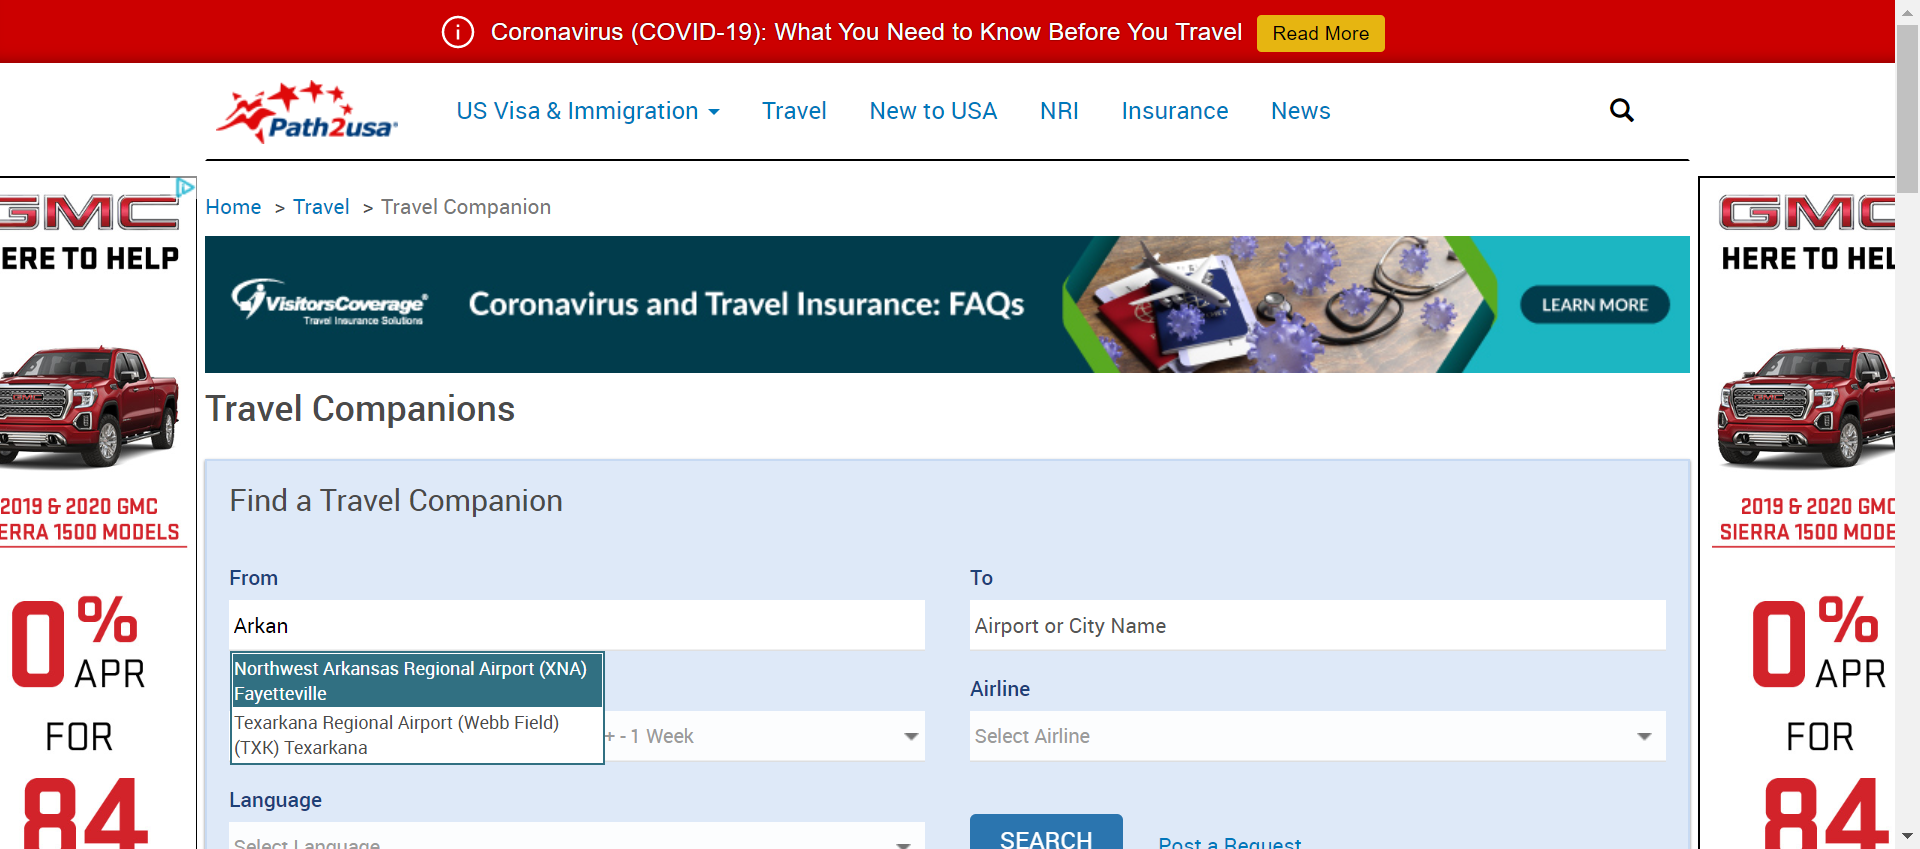 Coronavirus (COVID-19): What You Need to Know Before You Travel Read More
Path2usa
US Visa & Immigration Travel New to USA NRI Insurance News
Home > Travel > Travel Companion
VisitorsCoverage
Travel Insurance Solutions
Coronavirus and Travel Insurance: FAQs
LEARN MORE
Travel Companions
Find a Travel Companion
From
To
Arkan
Airport or City Name
Northwest Arkansas Regional Airport (XNA)
Fayetteville
Texarkana Regional Airport (Webb Field)
(TXK) Texarkana
+ - 1 Week
Airline
Select Airline
Language
Select Language
SEARCH
Post a Request
GMC
ERE TO HELP
GMC
2019 & 2020 GMC
ERRA 1500 MODELS
0%
APR
FOR
84
GMC
HERE TO HEL
GMC
2019 & 2020 GMC
SIERRA 1500 MODE
0%
APR
FOR
84